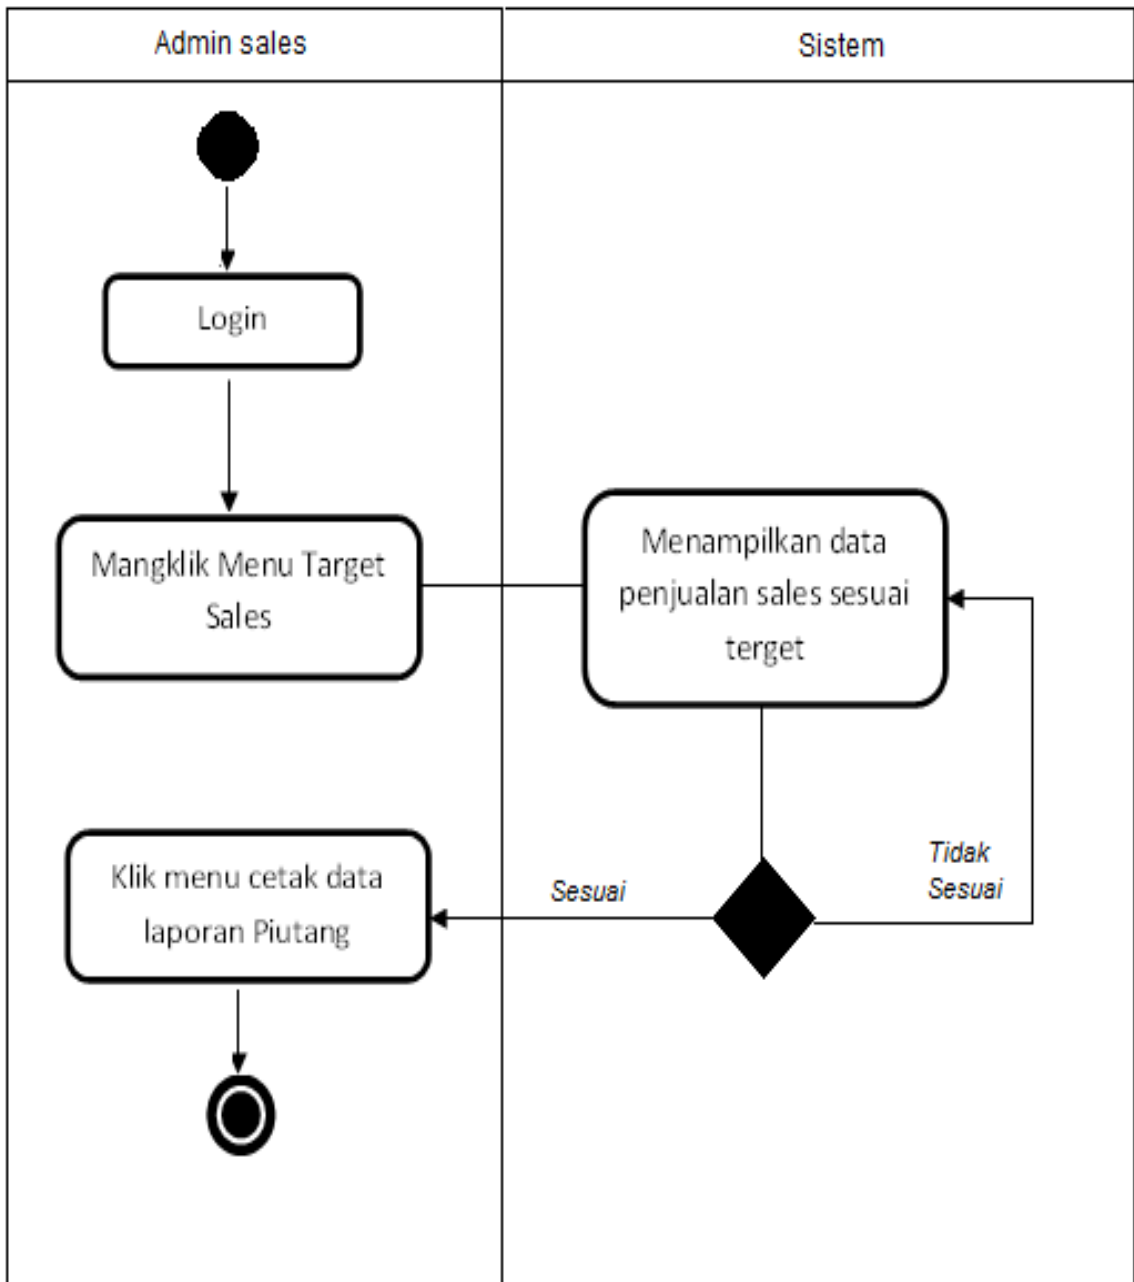 Admin sales
Sistem
Login
Mangklik Menu Target
Sales
Menampilkan data
penjualan sales sesuai
terget
Klik menu cetak data
laporan Piutang
Sesuai
Tidak
Sesuai